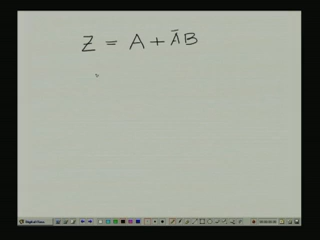 Z = A + ĀB